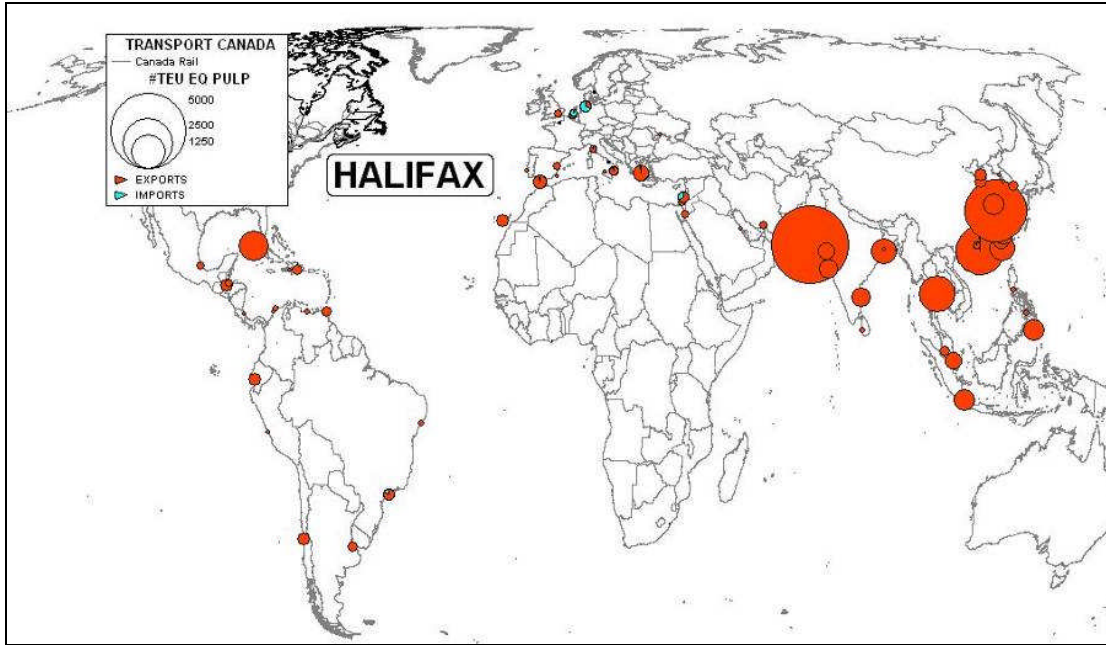 TRANSPORT CANADA
Canada Rail
#TEU EQ PULP
5000
2500
1250
EXPORTS
IMPORTS
HALIFAX